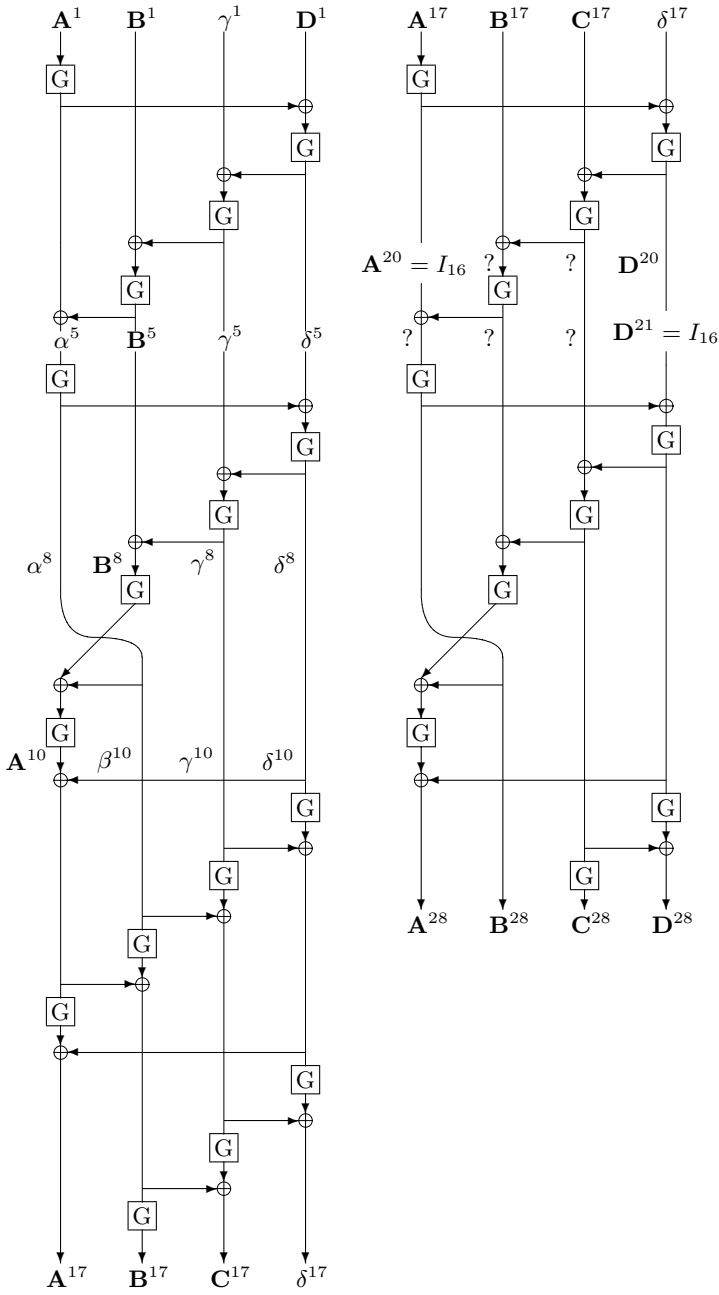 A¹ B¹ γ¹ D¹ A¹⁷ B¹⁷ C¹⁷ δ¹⁷
G G
G G
G G
A²⁰ = I₁₆ ? ? D²⁰
G G
α⁵ B⁵ γ⁵ δ⁵ ? ? ? D²¹ = I₁₆
G G
G G
G G
α⁸ B⁸ γ⁸ δ⁸
G G
G G
A¹⁰ β¹⁰ γ¹⁰ δ¹⁰
G G
G G
A²⁸ B²⁸ C²⁸ D²⁸
G
G
G
G
G
A¹⁷ B¹⁷ C¹⁷ δ¹⁷